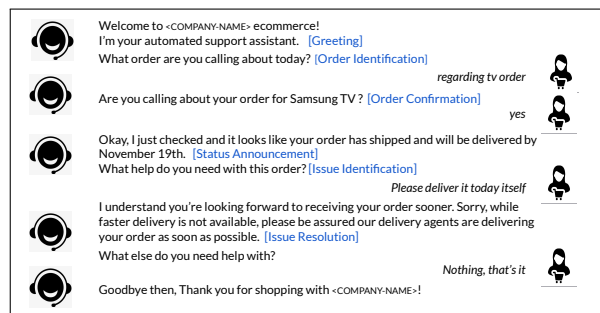 Welcome to <COMPANY-NAME> ecommerce!
I'm your automated support assistant. [Greeting]
What order are you calling about today? [Order Identification]
regarding tv order
Are you calling about your order for Samsung TV ? [Order Confirmation]
yes
Okay, I just checked and it looks like your order has shipped and will be delivered by
November 19th. [Status Announcement]
What help do you need with this order? [Issue Identification]
Please deliver it today itself
I understand you're looking forward to receiving your order sooner. Sorry, while
faster delivery is not available, please be assured our delivery agents are delivering
your order as soon as possible. [Issue Resolution]
What else do you need help with?
Nothing, that's it
Goodbye then, Thank you for shopping with <COMPANY-NAME>!